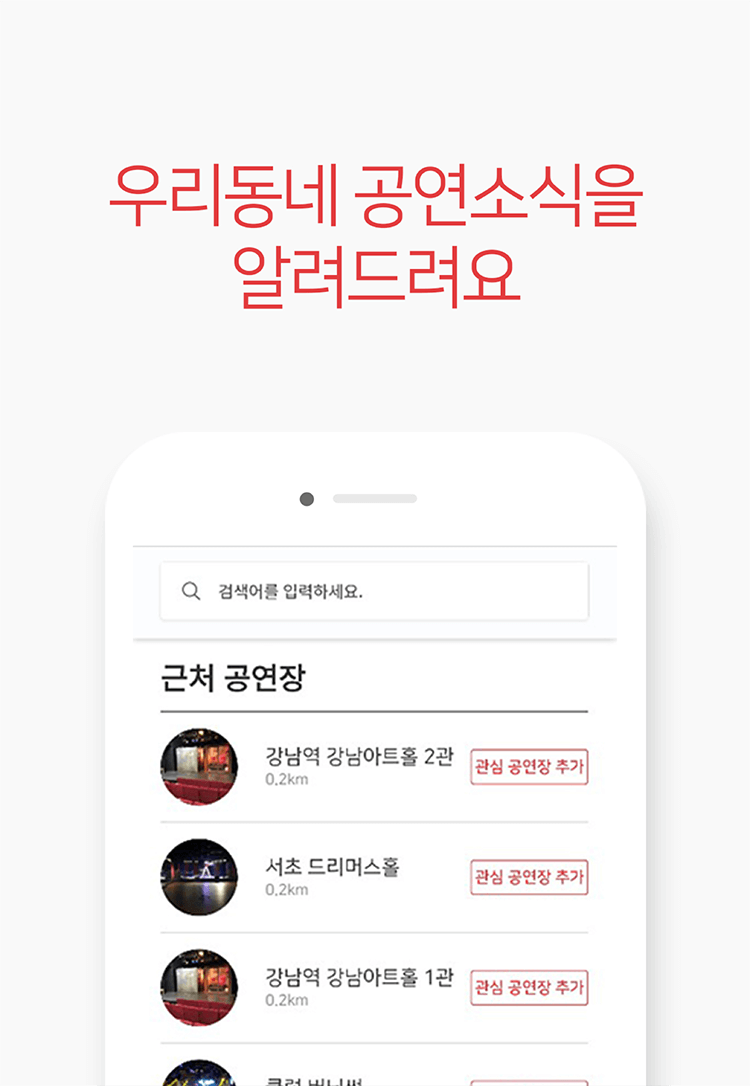 우리동네 공연소식을
알려드려요
검색어를 입력하세요.
근처 공연장
강남역 강남아트홀 2관
0.2km
관심 공연장 추가
서초 드리머스홀
0.2km
관심 공연장 추가
강남역 강남아트홀 1관
0.2km
관심 공연장 추가